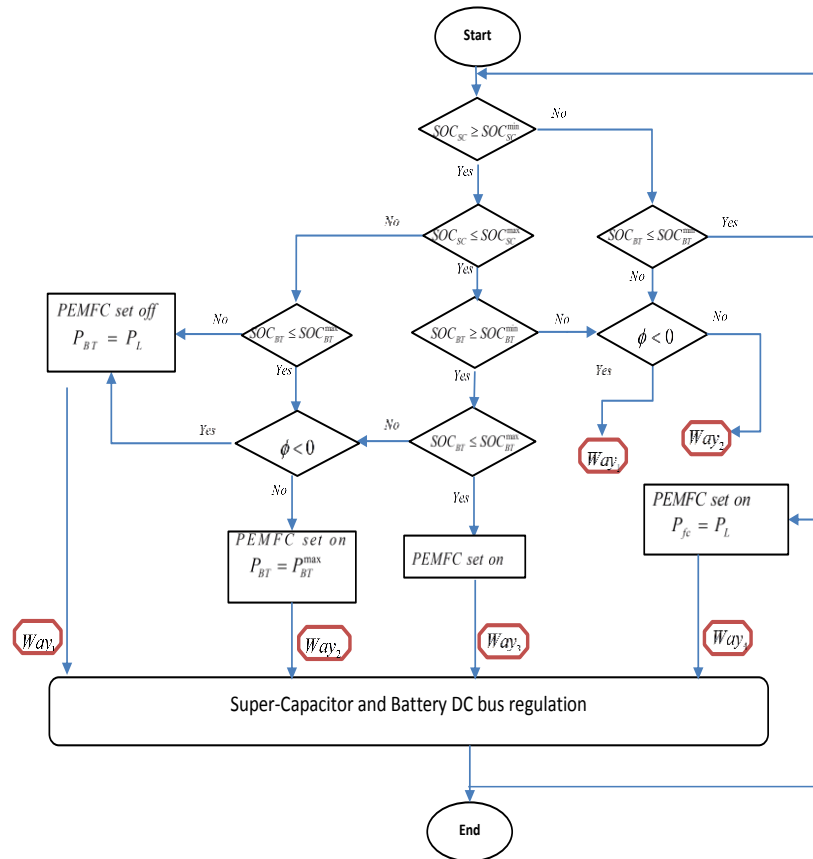 Start
SOC_SC ≥ SOC_SC^min
No
Yes
SOC_SC ≤ SOC_SC^max
No
Yes
SOC_BT ≤ SOC_BT^min
Yes
No
PEMFC set off
P_BT = P_L
No
SOC_BT ≤ SOC_BT^max
Yes
SOC_BT ≥ SOC_BT^min
No
Yes
ϕ < 0
No
Yes
Yes
ϕ < 0
No
No
SOC_BT ≤ SOC_BT^max
Yes
Way_1
Way_2
PEMFC set on
P_BT = P_BT^max
PEMFC set on
PEMFC set on
P_fc = P_L
Way_1
Way_2
Way_3
Way_4
Super-Capacitor and Battery DC bus regulation
End